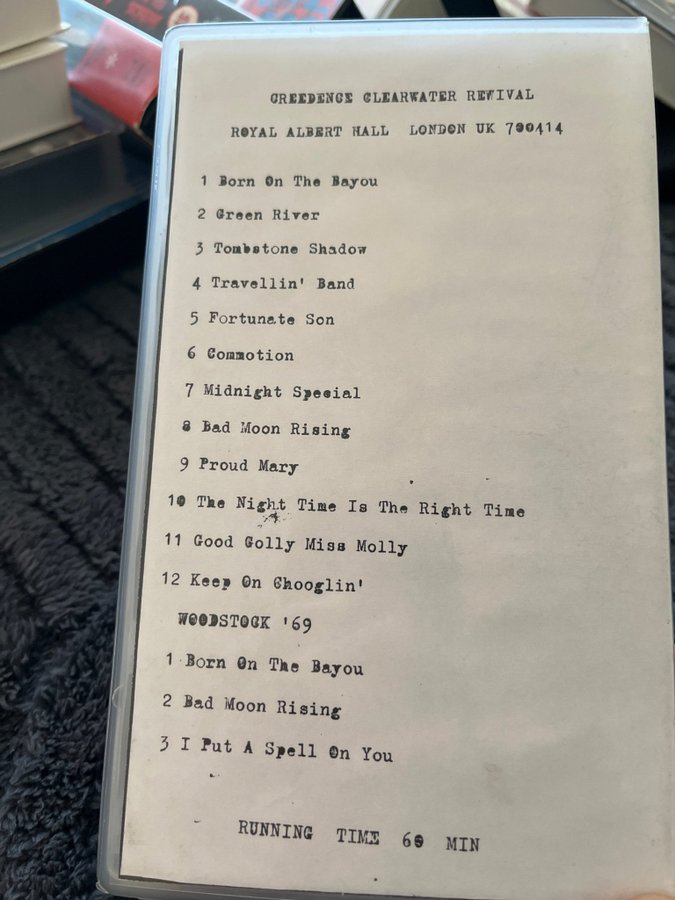 CREEDENCE CLEARWATER REVIVAL
ROYAL ALBERT HALL LONDON UK 700414
1 Born On The Bayou
2 Green River
3 Tombstone Shadow
4 Travellin' Band
5 Fortunate Son
6 Commotion
7 Midnight Special
8 Bad Moon Rising
9 Proud Mary
10 The Night Time Is The Right Time
11 Good Golly Miss Molly
12 Keep On Chooglin'
WOODSTOCK '69
1 Born On The Bayou
2 Bad Moon Rising
3 I Put A Spell On You
RUNNING TIME 60 MIN